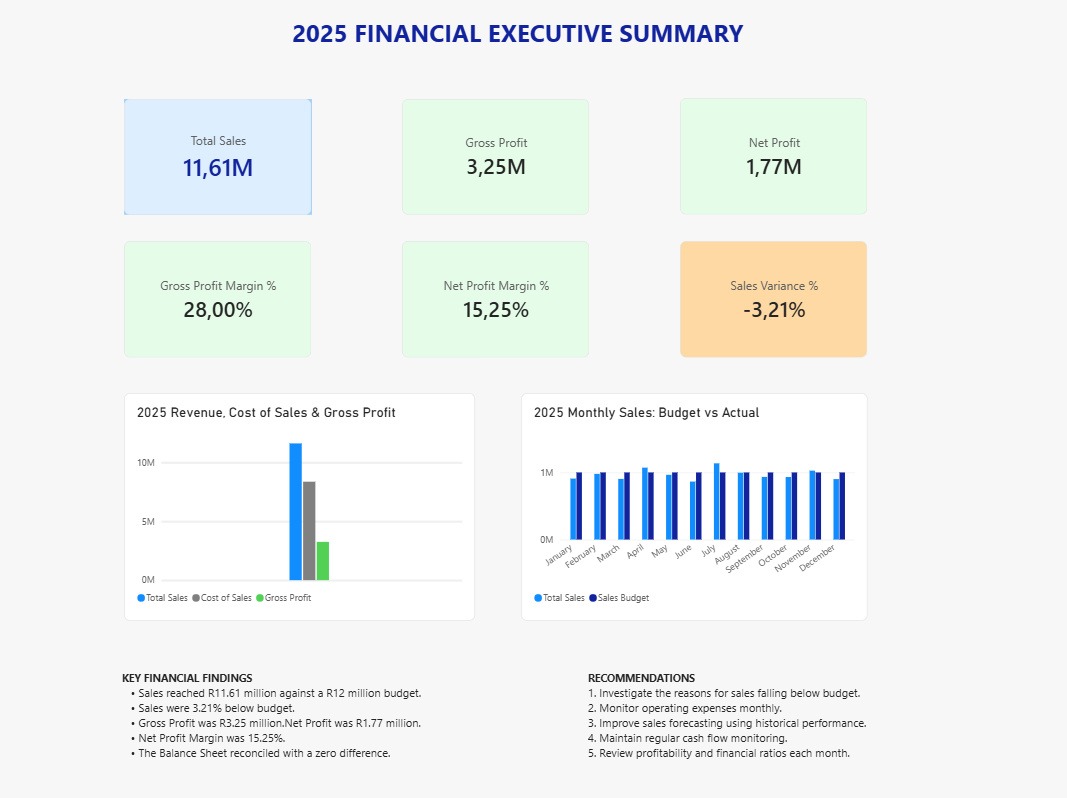 2025 FINANCIAL EXECUTIVE SUMMARY
Total Sales
11,61M
Gross Profit
3,25M
Net Profit
1,77M
Gross Profit Margin %
28,00%
Net Profit Margin %
15,25%
Sales Variance %
-3,21%
2025 Revenue, Cost of Sales & Gross Profit
10M
5M
0M
Total Sales Cost of Sales Gross Profit
2025 Monthly Sales: Budget vs Actual
1M
0M
January February March April May June July August September October November December
Total Sales Sales Budget
KEY FINANCIAL FINDINGS
• Sales reached R11.61 million against a R12 million budget.
• Sales were 3.21% below budget.
• Gross Profit was R3.25 million.Net Profit was R1.77 million.
• Net Profit Margin was 15.25%.
• The Balance Sheet reconciled with a zero difference.
RECOMMENDATIONS
1. Investigate the reasons for sales falling below budget.
2. Monitor operating expenses monthly.
3. Improve sales forecasting using historical performance.
4. Maintain regular cash flow monitoring.
5. Review profitability and financial ratios each month.